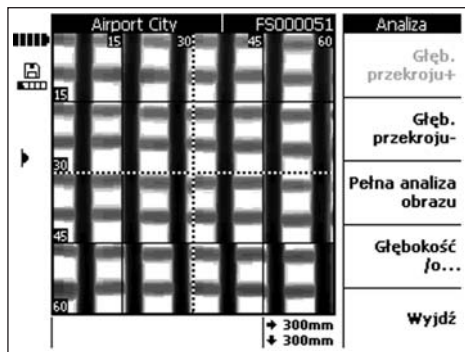 Airport City FS000051 Analiza
15 30 45 60
Głęb.
przekroju+
15
Głęb.
przekroju-
30
Pełna analiza
obrazu
45
Głębokość
/o...
60
Wyjdź
300mm
300mm